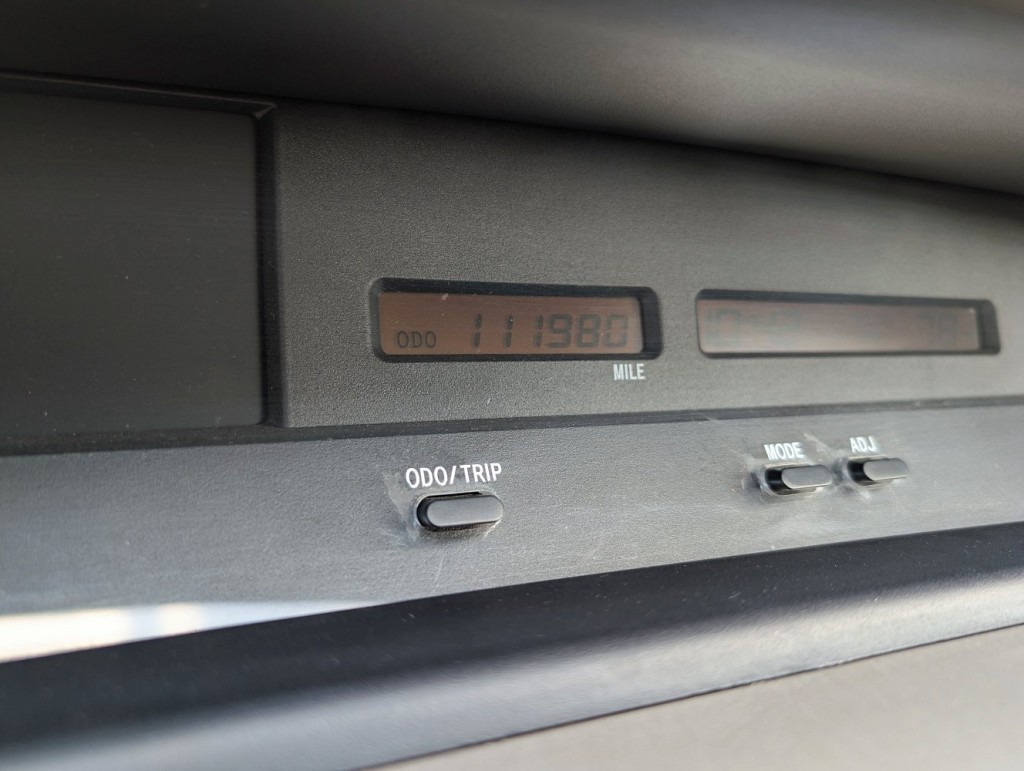 ODO 111980
MILE
ODO/TRIP
MODE ADJ